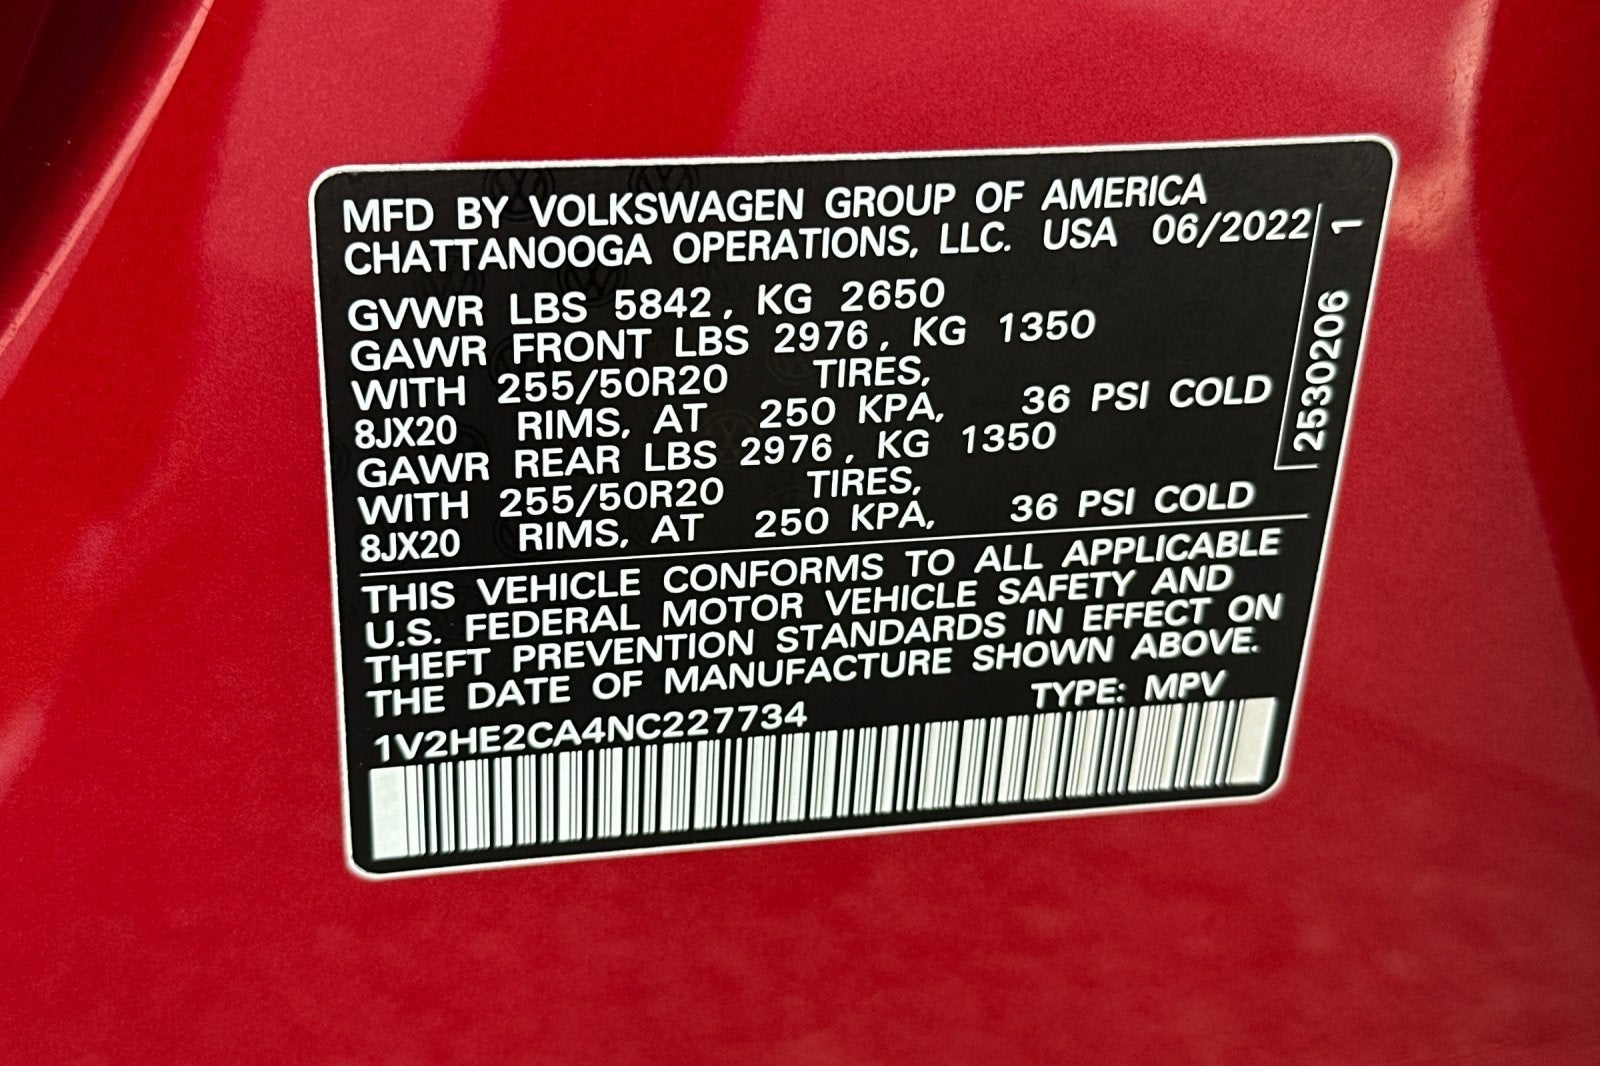 MFD BY VOLKSWAGEN GROUP OF AMERICA
CHATTANOOGA OPERATIONS, LLC. USA 06/2022
GVWR LBS 5842, KG 2650
GAWR FRONT LBS 2976, KG 1350
WITH 255/50R20 TIRES,
8JX20 RIMS, AT 250 KPA, 36 PSI COLD
GAWR REAR LBS 2976, KG 1350
WITH 255/50R20 TIRES,
8JX20 RIMS, AT 250 KPA, 36 PSI COLD
2530206 1
THIS VEHICLE CONFORMS TO ALL APPLICABLE
U.S. FEDERAL MOTOR VEHICLE SAFETY AND
THEFT PREVENTION STANDARDS IN EFFECT ON
THE DATE OF MANUFACTURE SHOWN ABOVE.
1V2HE2CA4NC227734 TYPE: MPV